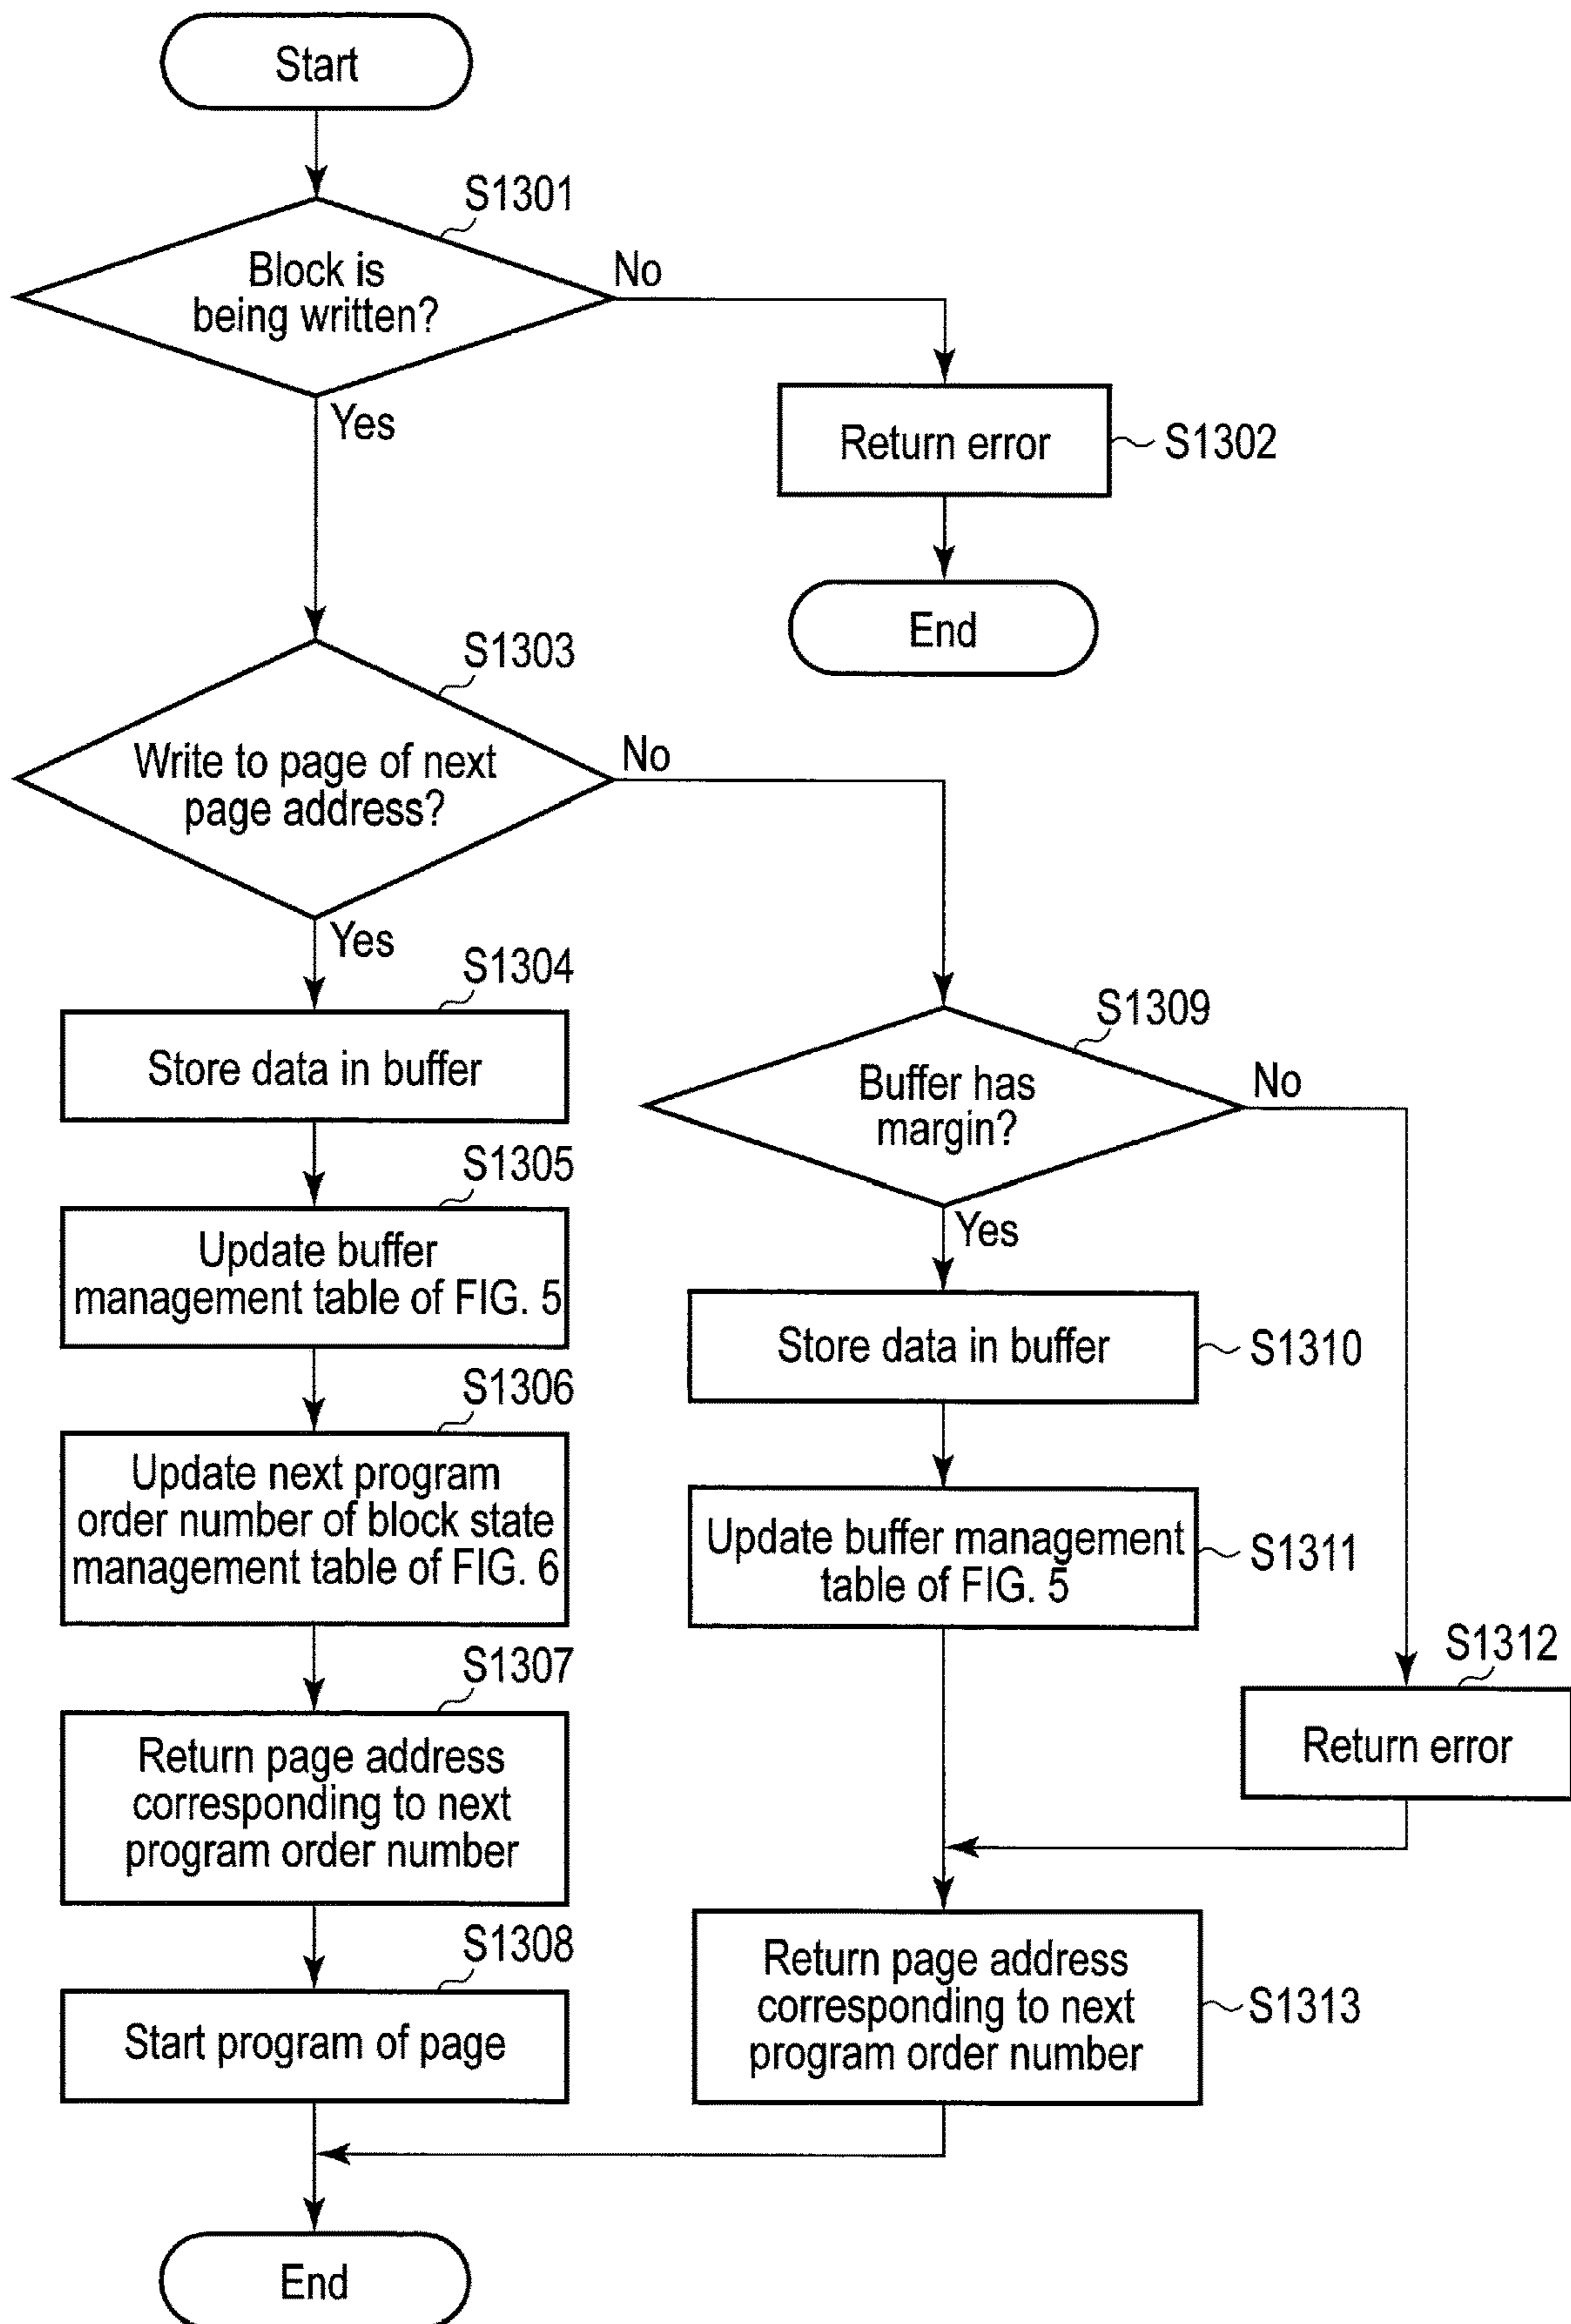 Start
S1301
Block is
being written?
No
Yes
Return error
S1302
End
S1303
Write to page of next
page address?
No
Yes
S1304
Store data in buffer
S1305
Update buffer
management table of FIG. 5
S1306
Update next program
order number of block state
management table of FIG. 6
S1307
Return page address
corresponding to next
program order number
S1308
Start program of page
S1309
Buffer has
margin?
No
Yes
Store data in buffer
S1310
Update buffer management
table of FIG. 5
S1311
S1312
Return error
Return page address
corresponding to next
program order number
S1313
End